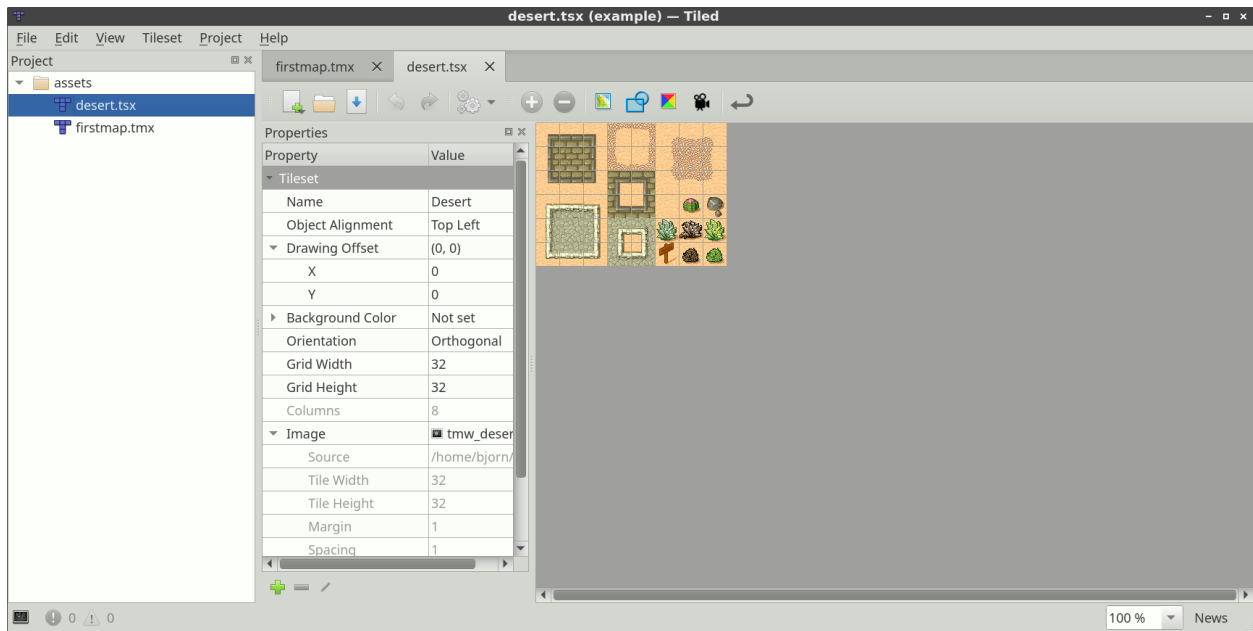 desert.tsx (example) — Tiled
File Edit View Tileset Project Help
Project
assets
desert.tsx
firstmap.tmx
firstmap.tmx desert.tsx
Properties
Property Value
Tileset
Name Desert
Object Alignment Top Left
Drawing Offset (0, 0)
X 0
Y 0
Background Color Not set
Orientation Orthogonal
Grid Width 32
Grid Height 32
Columns 8
Image tmw_deser
Source /home/bjorn/
Tile Width 32
Tile Height 32
Margin 1
Spacing 1
0 0
100 % News